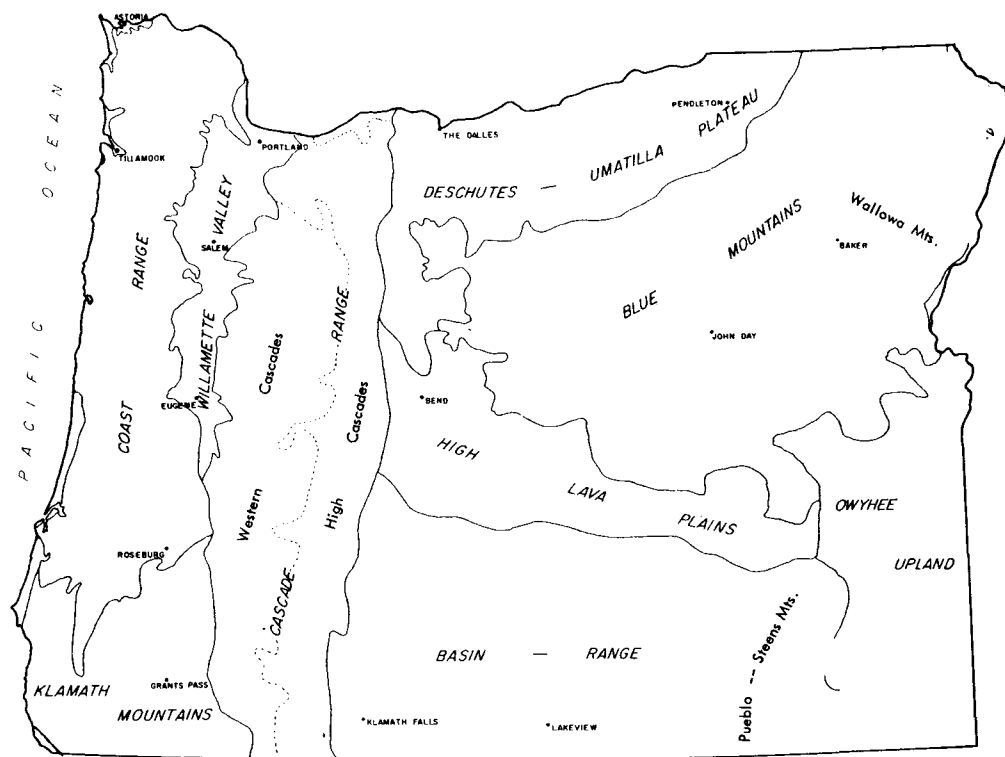 ASTORIA
PACIFIC OCEAN
TILLAMOOK
PORTLAND
THE DALLES
PENDLETON
DESCHUTES — UMATILLA PLATEAU
COAST RANGE
WILLAMETTE VALLEY
SALEM
EUGENE
ROSEBURG
Western Cascades
High Cascades
CASCADE RANGE
BLUE MOUNTAINS
Wallowa Mts.
BAKER
JOHN DAY
BEND
HIGH LAVA PLAINS
OWYHEE
UPLAND
KLAMATH
MOUNTAINS
GRANTS PASS
BASIN — RANGE
KLAMATH FALLS
LAKEVIEW
Pueblo -- Steens Mts.